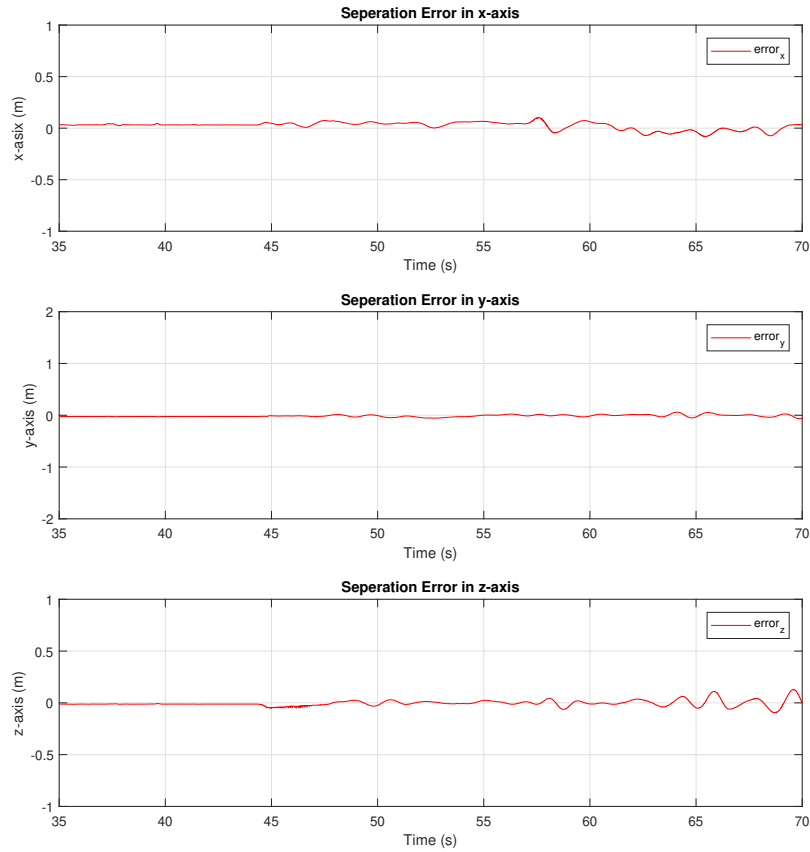 Seperation Error in x-axis
1
0.5
0
-0.5
-1
x-asix (m)
error_x
35 40 45 50 55 60 65 70
Time (s)
Seperation Error in y-axis
2
1
0
-1
-2
y-axis (m)
error_y
35 40 45 50 55 60 65 70
Time (s)
Seperation Error in z-axis
1
0.5
0
-0.5
-1
z-axis (m)
error_z
35 40 45 50 55 60 65 70
Time (s)